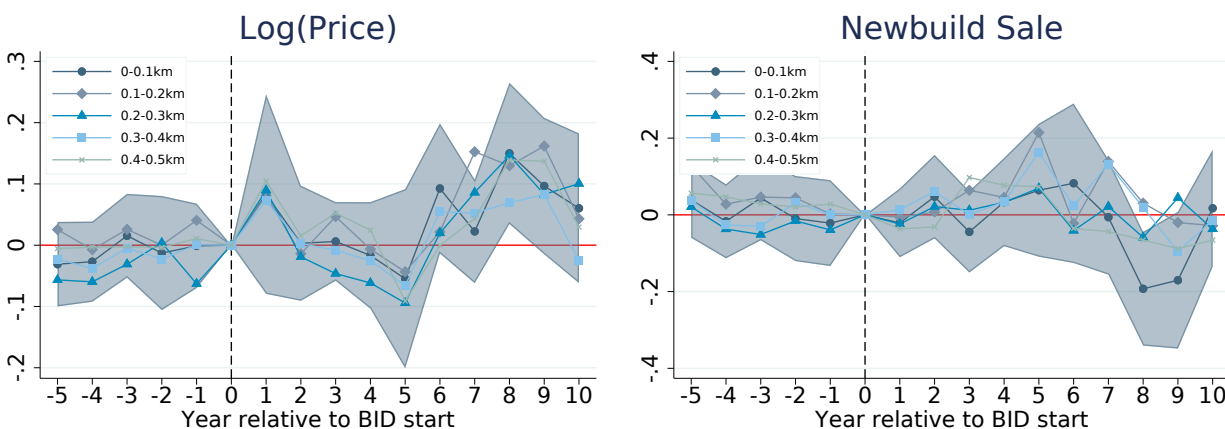 Log(Price)
.3
.2
.1
0
-.1
-.2
0-0.1km
0.1-0.2km
0.2-0.3km
0.3-0.4km
0.4-0.5km
-5 -4 -3 -2 -1 0 1 2 3 4 5 6 7 8 9 10
Year relative to BID start
Newbuild Sale
.4
.2
0
-.2
-.4
0-0.1km
0.1-0.2km
0.2-0.3km
0.3-0.4km
0.4-0.5km
-5 -4 -3 -2 -1 0 1 2 3 4 5 6 7 8 9 10
Year relative to BID start